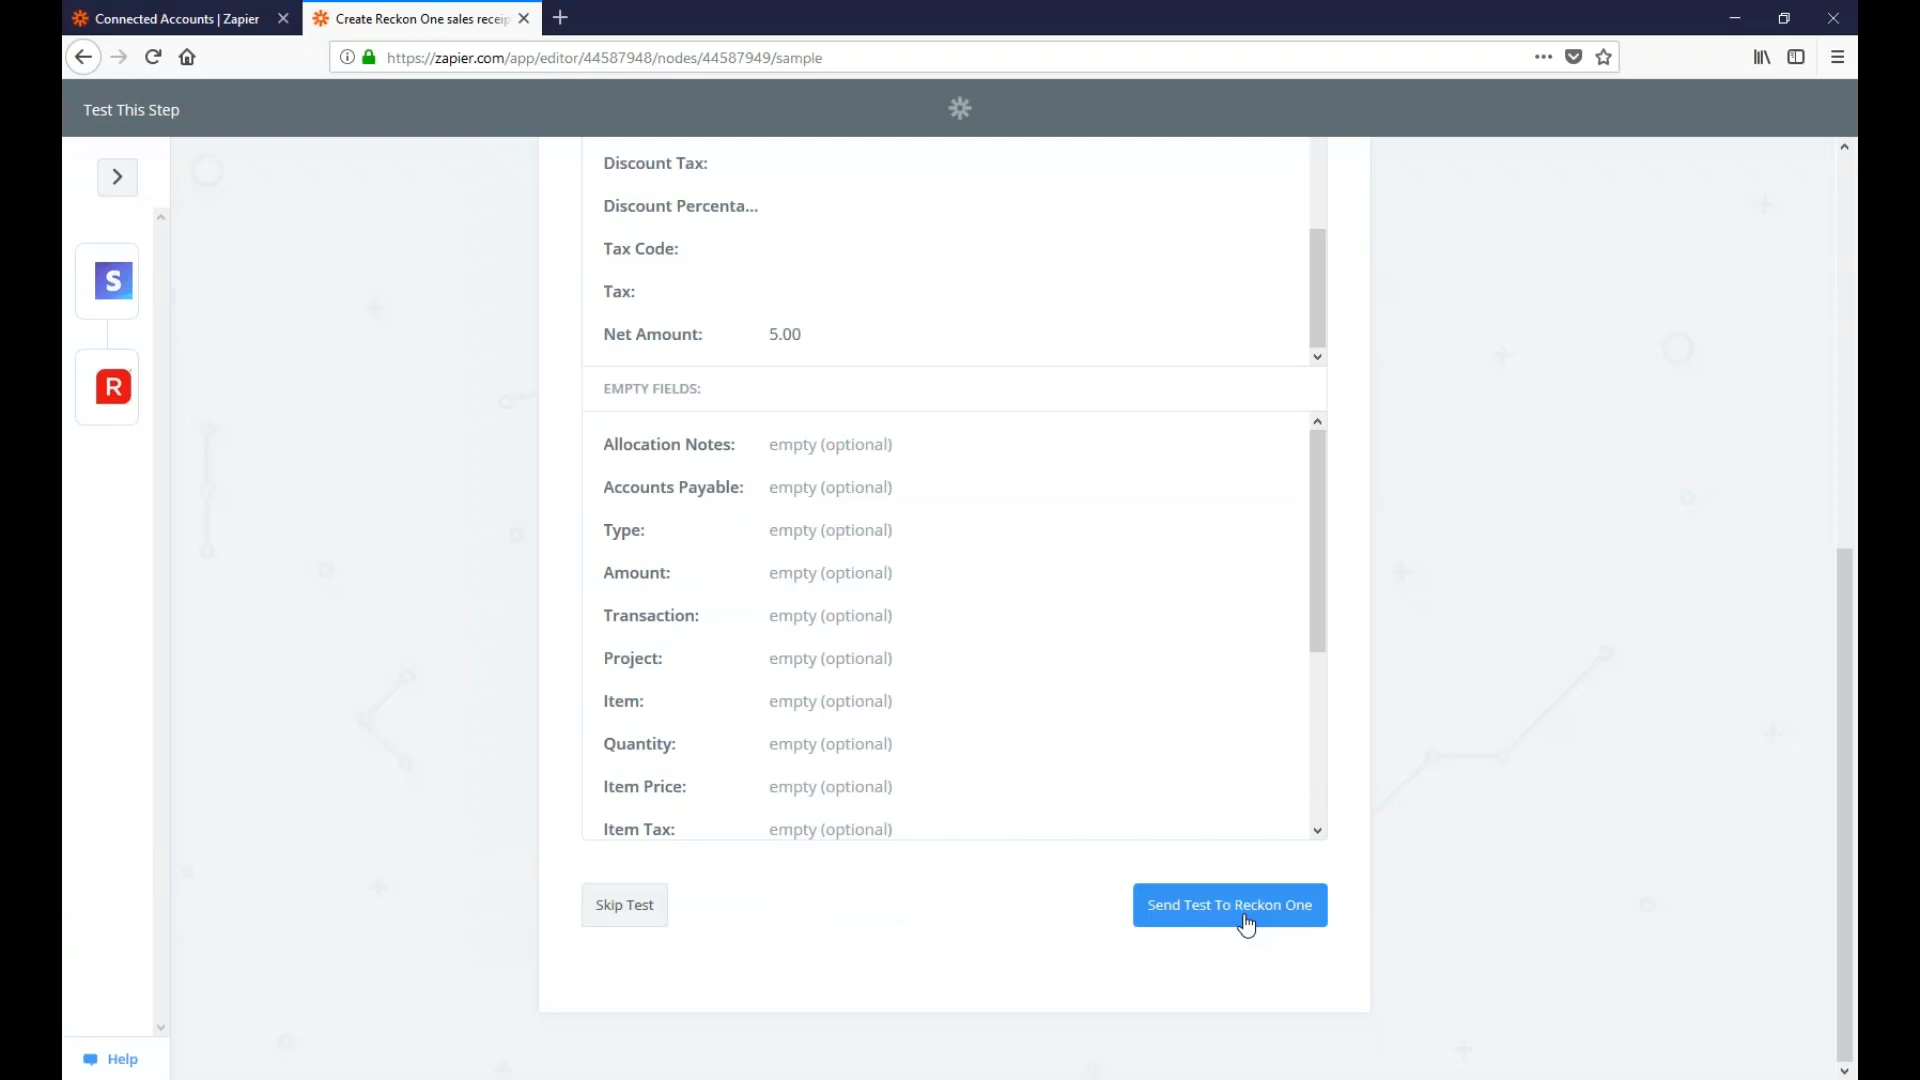 Connected Accounts | Zapier
Create Reckon One sales receip
https://zapier.com/app/editor/44587948/nodes/44587949/sample
Test This Step
S
R
Discount Tax:
Discount Percenta...
Tax Code:
Tax:
Net Amount: 5.00
EMPTY FIELDS:
Allocation Notes: empty (optional)
Accounts Payable: empty (optional)
Type: empty (optional)
Amount: empty (optional)
Transaction: empty (optional)
Project: empty (optional)
Item: empty (optional)
Quantity: empty (optional)
Item Price: empty (optional)
Item Tax: empty (optional)
Skip Test
Send Test To Reckon One
Help